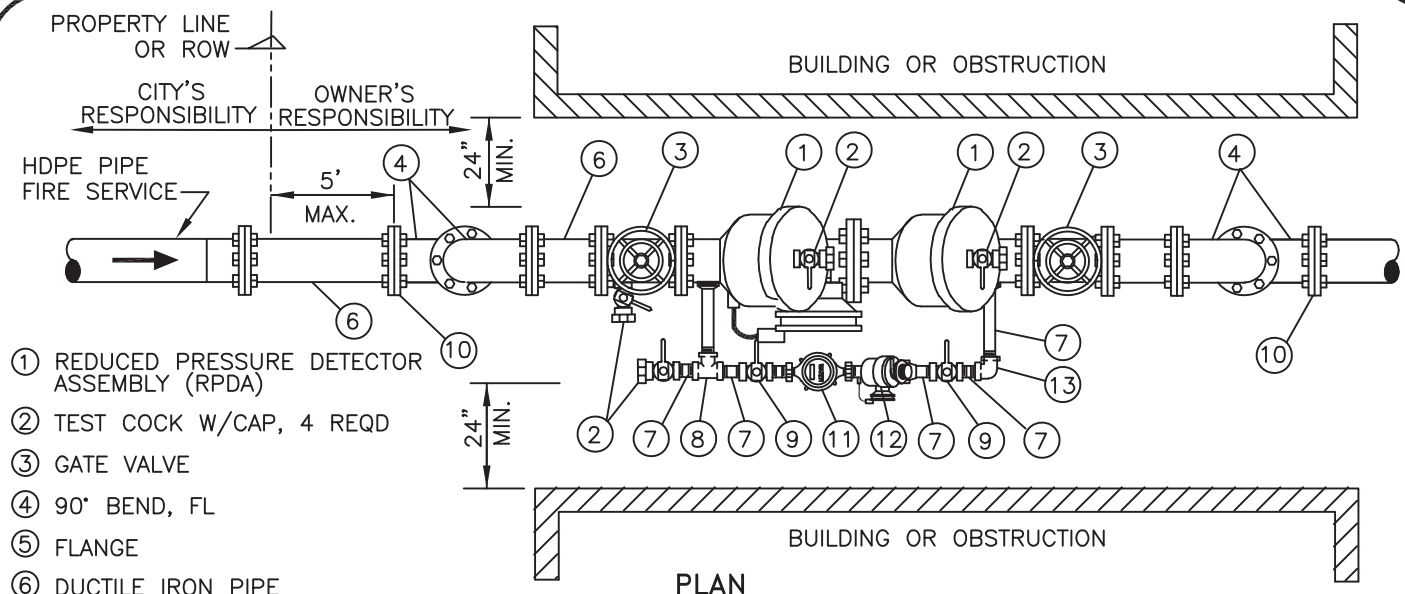 PROPERTY LINE
OR ROW
CITY'S
RESPONSIBILITY
OWNER'S
RESPONSIBILITY
HDPE PIPE
FIRE SERVICE
5'
MAX.
24"
MIN.
BUILDING OR OBSTRUCTION
4
6
3
1
2
1
2
3
4
6
10
7
10
13
2
7
8
7
9
11
12
7
9
7
24"
MIN.
1 REDUCED PRESSURE DETECTOR
ASSEMBLY (RPDA)
2 TEST COCK W/CAP, 4 REQD
3 GATE VALVE
4 90° BEND, FL
5 FLANGE
6 DUCTILE IRON PIPE
BUILDING OR OBSTRUCTION
PLAN